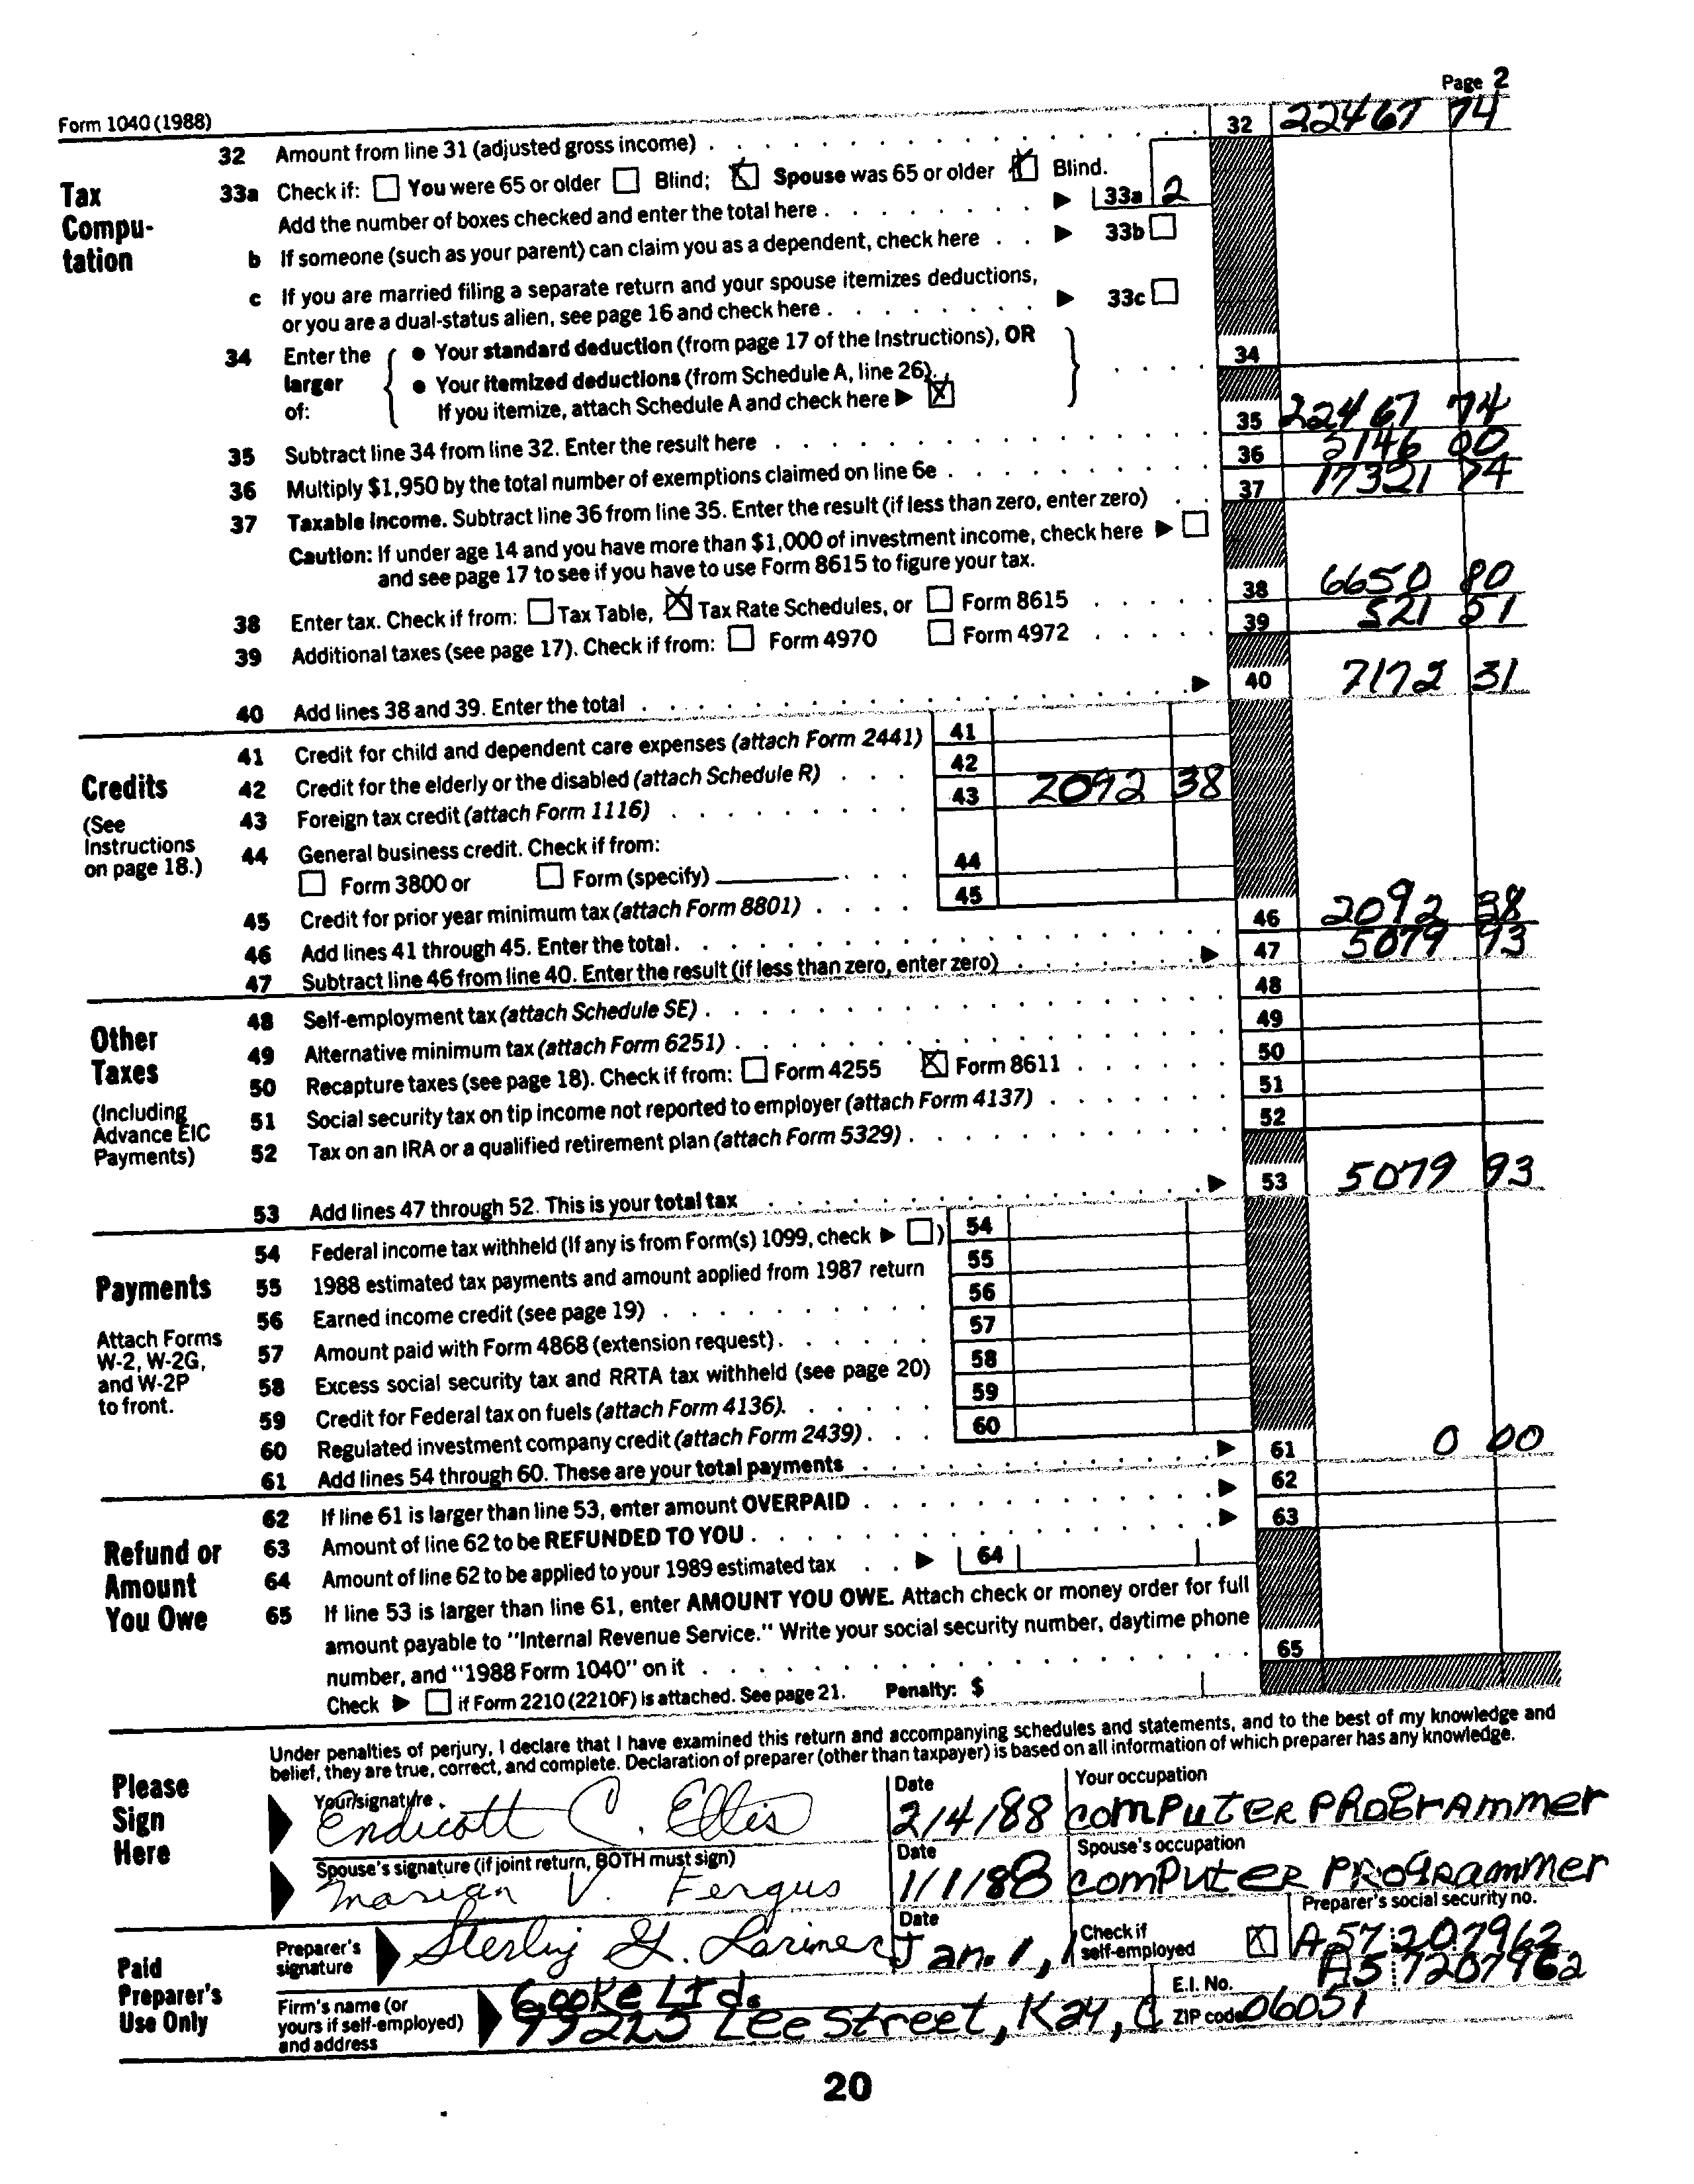 Page 2
Form 1040 (1988)
32 Amount from line 31 (adjusted gross income) 32 22467 74
Tax Compu-tation
33a Check if: You were 65 or older Blind; Spouse was 65 or older Blind.
Add the number of boxes checked and enter the total here 33a 2
b If someone (such as your parent) can claim you as a dependent, check here 33b
c If you are married filing a separate return and your spouse itemizes deductions,
or you are a dual-status alien, see page 16 and check here 33c
34 Enter the larger of: • Your standard deduction (from page 17 of the Instructions), OR 34
• Your itemized deductions (from Schedule A, line 26).
If you itemize, attach Schedule A and check here
35 Subtract line 34 from line 32. Enter the result here 35 22467 74
36 Multiply $1,950 by the total number of exemptions claimed on line 6e 36 5146 00
37 Taxable income. Subtract line 36 from line 35. Enter the result (if less than zero, enter zero) 37 17321 74
Caution: If under age 14 and you have more than $1,000 of investment income, check here
and see page 17 to see if you have to use Form 8615 to figure your tax.
38 Enter tax. Check if from: Tax Table, Tax Rate Schedules, or Form 8615 38 6650 80
39 Additional taxes (see page 17). Check if from: Form 4970 Form 4972 39 521 51
40 Add lines 38 and 39. Enter the total 40 7172 31
Credits
(See Instructions on page 18.)
41 Credit for child and dependent care expenses (attach Form 2441) 41
42 Credit for the elderly or the disabled (attach Schedule R) 42
43 Foreign tax credit (attach Form 1116) 43 2092 38
44 General business credit. Check if from:
Form 3800 or Form (specify) 44
45 Credit for prior year minimum tax (attach Form 8801) 45
46 Add lines 41 through 45. Enter the total 46 2092 38
47 Subtract line 46 from line 40. Enter the result (if less than zero, enter zero) 47 5079 93
Other Taxes
(Including Advance EIC Payments)
48 Self-employment tax (attach Schedule SE) 48
49 Alternative minimum tax (attach Form 6251) 49
50 Recapture taxes (see page 18). Check if from: Form 4255 Form 8611 50
51 Social security tax on tip income not reported to employer (attach Form 4137) 51
52 Tax on an IRA or a qualified retirement plan (attach Form 5329) 52
53 Add lines 47 through 52. This is your total tax 53 5079 93
Payments
Attach Forms W-2, W-2G, and W-2P to front.
54 Federal income tax withheld (If any is from Form(s) 1099, check ) 54
55 1988 estimated tax payments and amount applied from 1987 return 55
56 Earned income credit (see page 19) 56
57 Amount paid with Form 4868 (extension request) 57
58 Excess social security tax and RRTA tax withheld (see page 20) 58
59 Credit for Federal tax on fuels (attach Form 4136) 59
60 Regulated investment company credit (attach Form 2439) 60
61 Add lines 54 through 60. These are your total payments 61 0 00
Refund or Amount You Owe
62 If line 61 is larger than line 53, enter amount OVERPAID 62
63 Amount of line 62 to be REFUNDED TO YOU 63
64 Amount of line 62 to be applied to your 1989 estimated tax 64
65 If line 53 is larger than line 61, enter AMOUNT YOU OWE. Attach check or money order for full
amount payable to "Internal Revenue Service." Write your social security number, daytime phone
number, and "1988 Form 1040" on it 65
Check if Form 2210 (2210F) is attached. See page 21. Penalty: $
Please Sign Here
Under penalties of perjury, I declare that I have examined this return and accompanying schedules and statements, and to the best of my knowledge and
belief, they are true, correct, and complete. Declaration of preparer (other than taxpayer) is based on all information of which preparer has any knowledge.
Your signature Date Your occupation
Endicott C. Ellis 2/4/88 computer programmer
Spouse's signature (if joint return, BOTH must sign) Date Spouse's occupation
Marian V. Fergus 1/1/88 computer programmer
Paid Preparer's Use Only
Preparer's signature Date Check if self-employed Preparer's social security no.
Sterling G. Lorimer Jan. 1, 1 A57 207962
Firm's name (or yours if self-employed) and address E.I. No. A5 7207962
Cooke Ltd.
99225 Lee Street, Kay, C ZIP code 06051
20